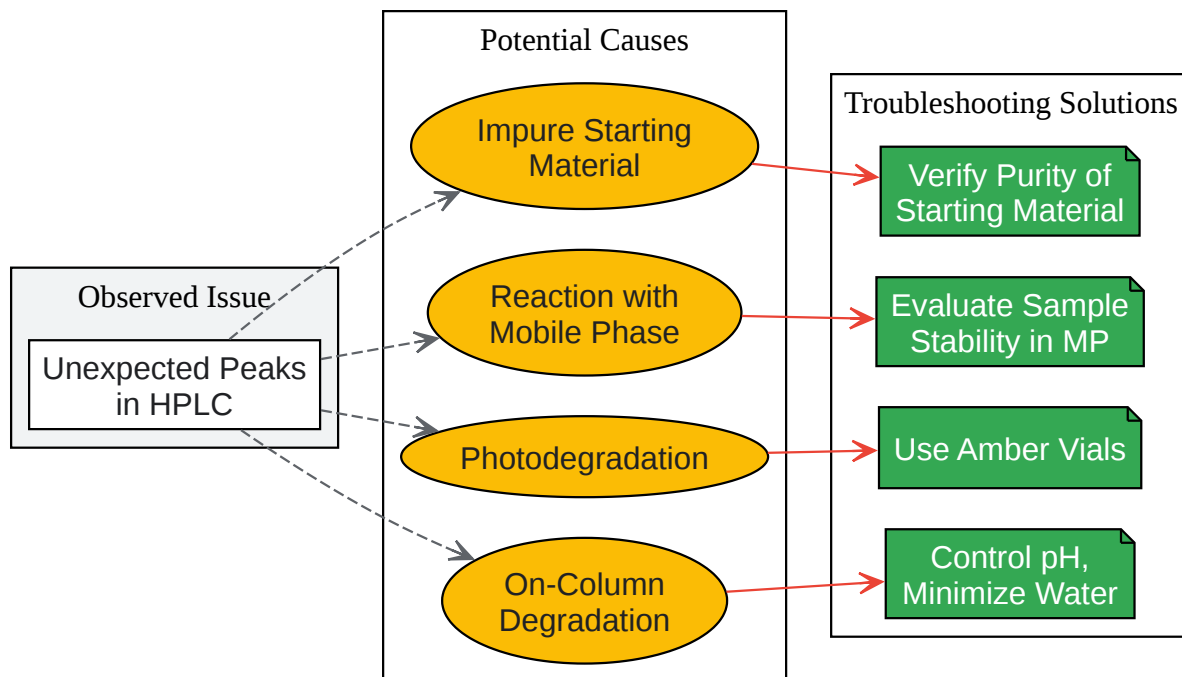 Observed Issue
Unexpected Peaks
in HPLC
Potential Causes
Impure Starting
Material
Reaction with
Mobile Phase
Photodegradation
On-Column
Degradation
Troubleshooting Solutions
Verify Purity of
Starting Material
Evaluate Sample
Stability in MP
Use Amber Vials
Control pH,
Minimize Water